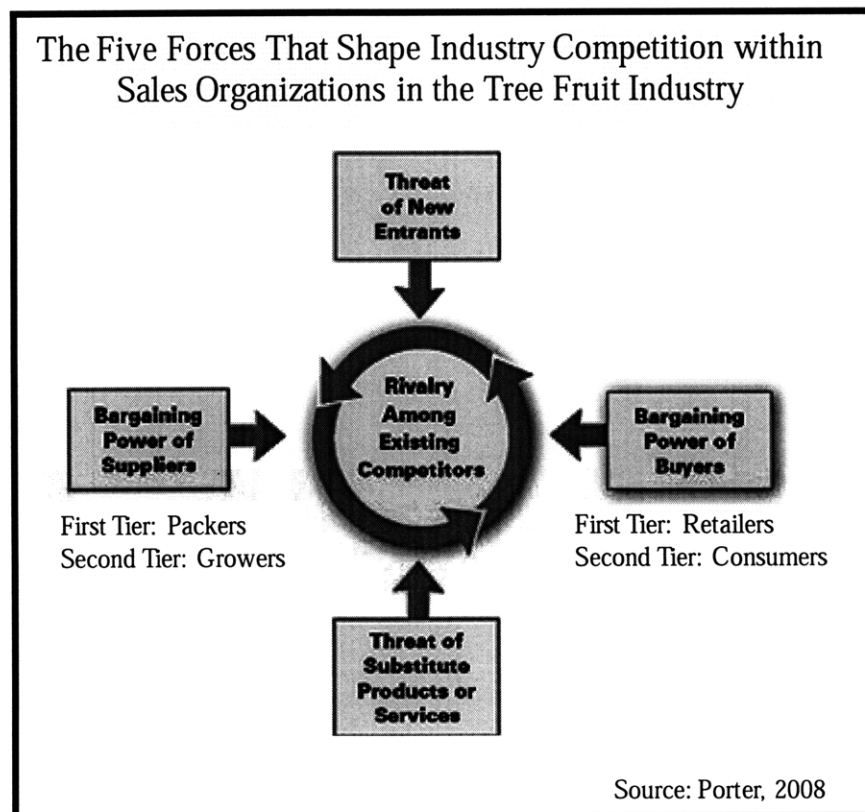 The Five Forces That Shape Industry Competition within
Sales Organizations in the Tree Fruit Industry
Threat
of New
Entrants
Bargaining
Power of
Suppliers
First Tier: Packers
Second Tier: Growers
Rivalry
Among
Existing
Competitors
Bargaining
Power of
Buyers
First Tier: Retailers
Second Tier: Consumers
Threat of
Substitute
Products or
Services
Source: Porter, 2008